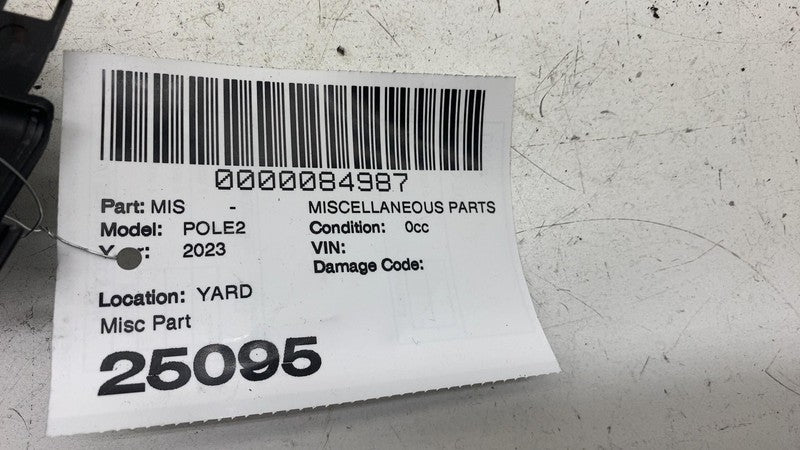 0000084987
Part: MIS - MISCELLANEOUS PARTS
Model: POLE2 Condition: 0cc
2023 VIN:
Damage Code:
Location: YARD
Misc Part
25095